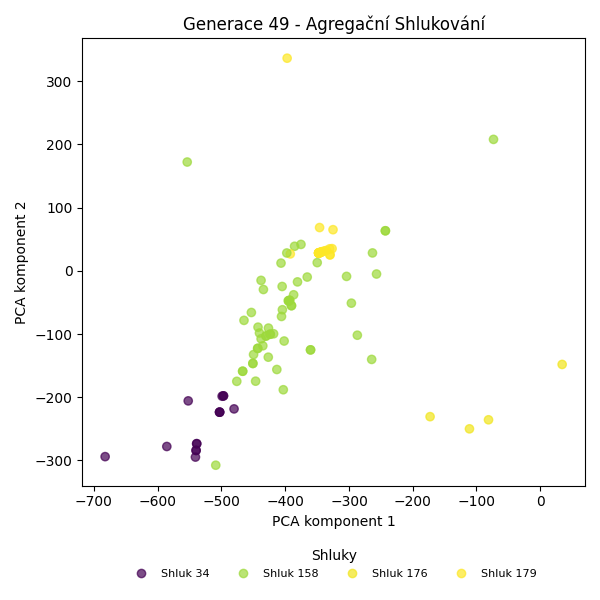 Generace 49 - Agregační Shlukování
300
200
100
0
−100
−200
−300
PCA komponent 2
−700 −600 −500 −400 −300 −200 −100 0
PCA komponent 1
Shluky
Shluk 34 Shluk 158 Shluk 176 Shluk 179